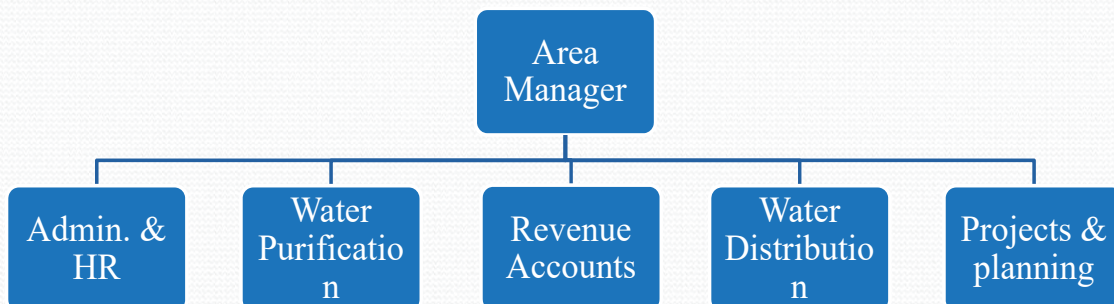 Area
Manager
Admin. &
HR
Water
Purificatio
n
Revenue
Accounts
Water
Distributio
n
Projects &
planning